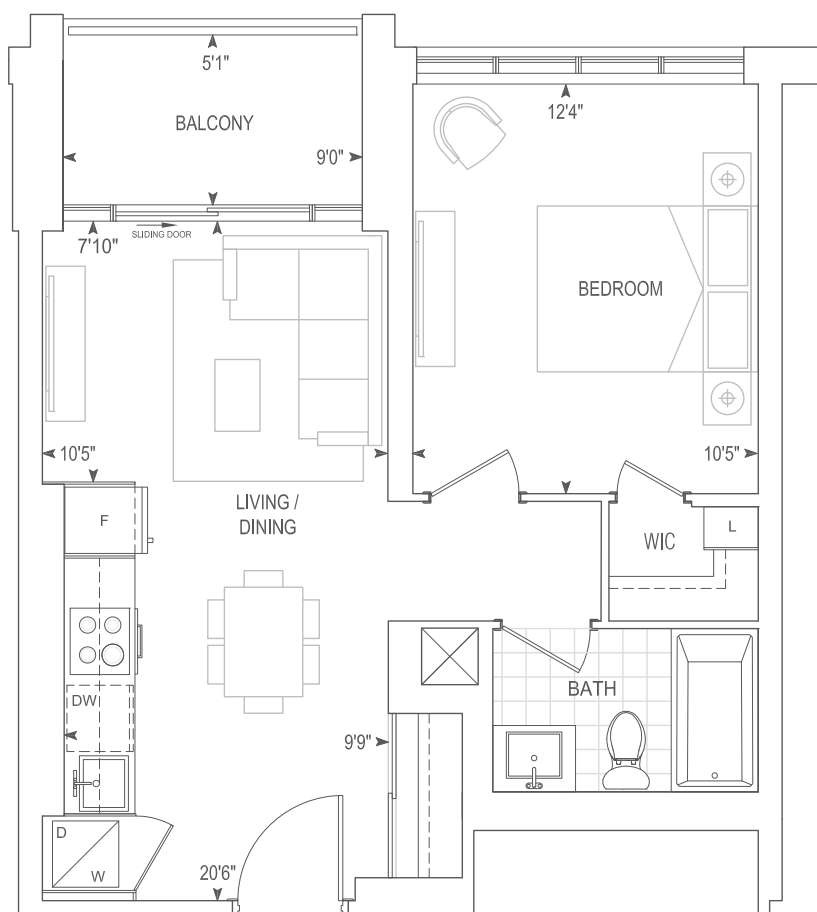 5'1"
12'4"
BALCONY
9'0"
7'10"
SLIDING DOOR
BEDROOM
10'5"
10'5"
F
LIVING /
DINING
WIC
L
DW
BATH
9'9"
D
W
20'6"